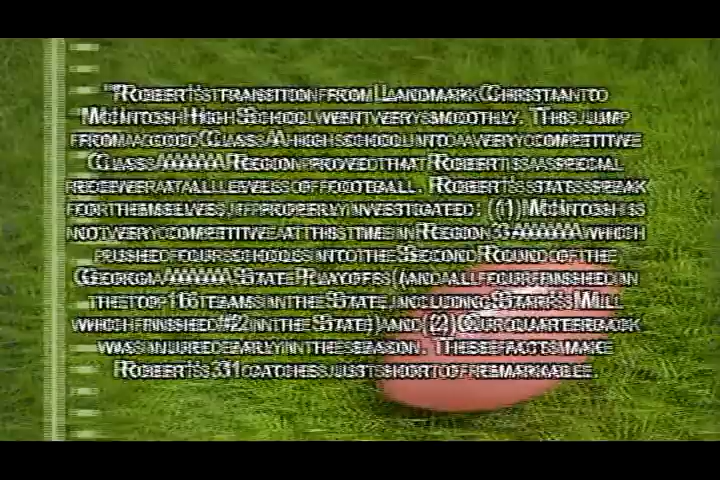 "Robert's transition from Landmark Christian to
McIntosh High School went very smoothly. This jump
from a good Class A high school into a very competitive
Class AAAAA Region proved that Robert is a special
receiver at all levels of football. Robert's stats speak
for themselves, if properly investigated: (1) McIntosh is
not very competitive at this time in Region 3 AAAAA, which
rushed four schools into the Second Round of the
Georgia AAAAA State Playoffs (and all four finished in
the top 16 teams in the State, including Starr's Mill
which finished #2 in the State) and (2) Our quarterback
was injured early in the season. These facts make
Robert's 31 catches just short of remarkable.